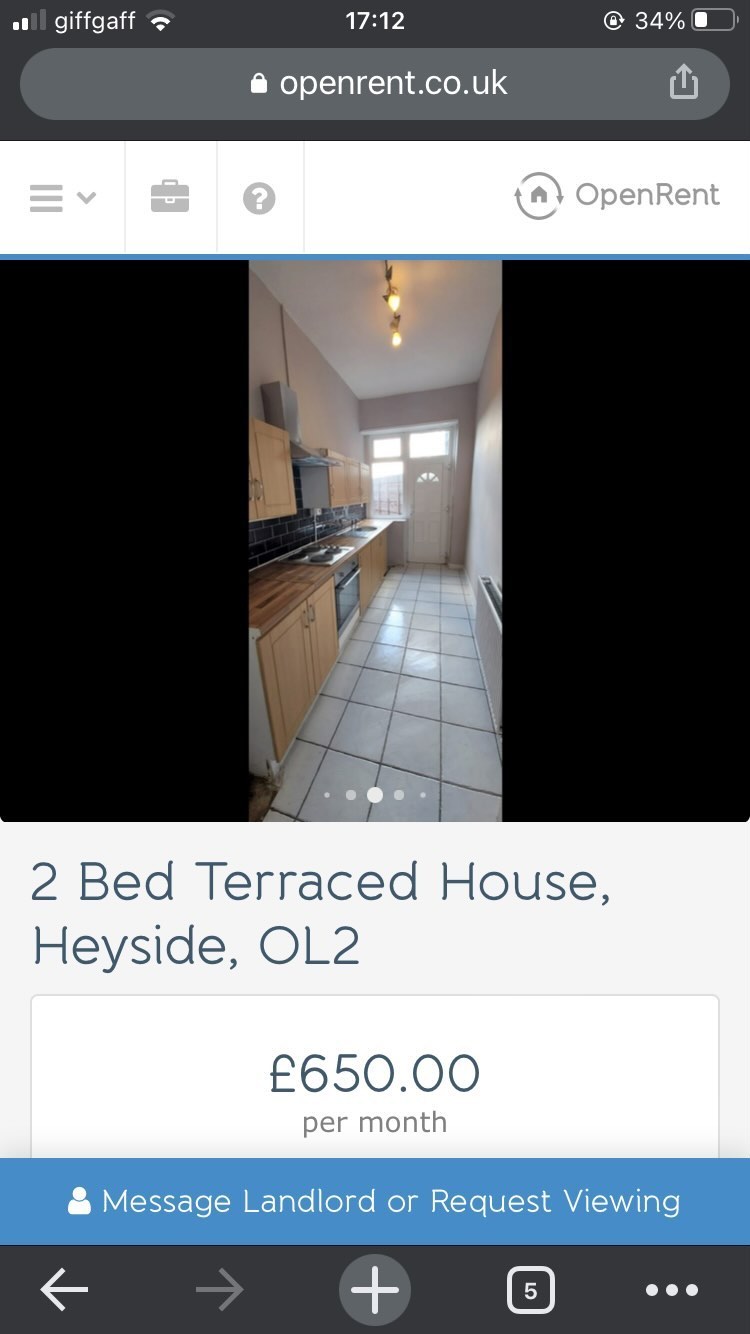 giffgaff 17:12 34%
openrent.co.uk
OpenRent
2 Bed Terraced House,
Heyside, OL2
£650.00
per month
Message Landlord or Request Viewing
5